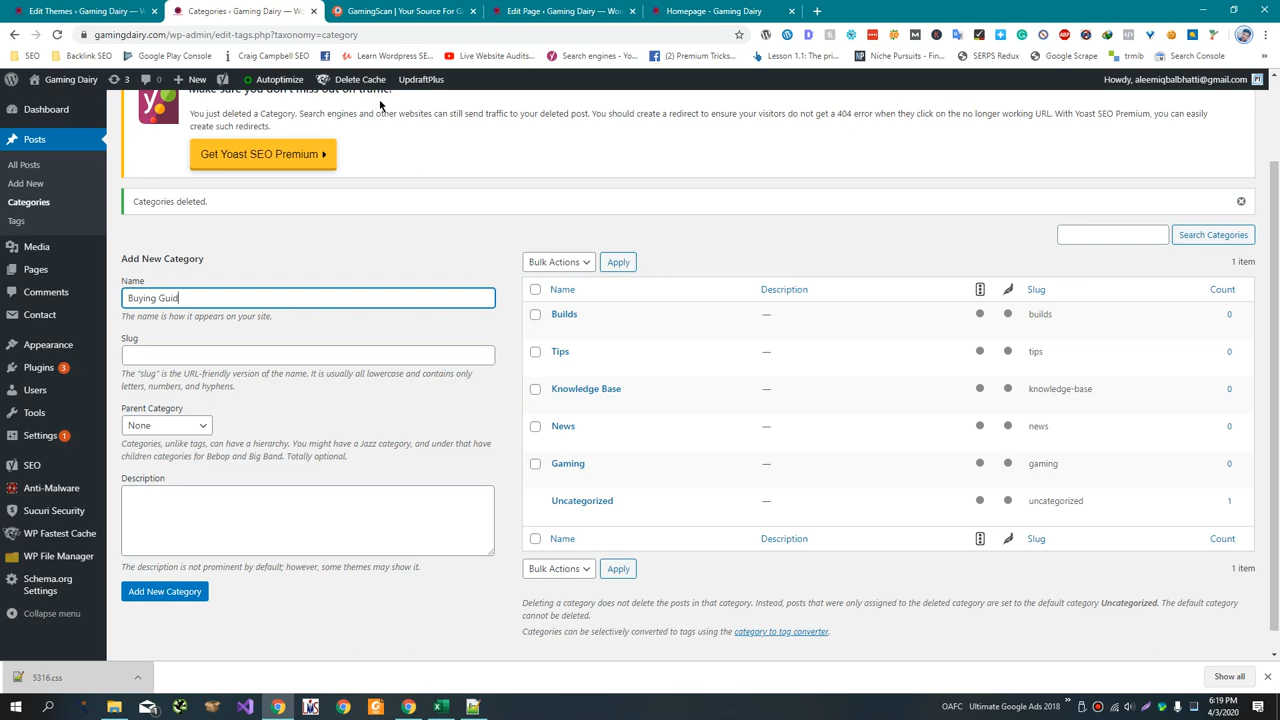 Edit Themes ‹ Gaming Dairy — W
Categories ‹ Gaming Dairy — Wor
GamingScan | Your Source For G
Edit Page ‹ Gaming Dairy — Wor
Homepage - Gaming Dairy
gamingdairy.com/wp-admin/edit-tags.php?taxonomy=category
SEO
Backlink SEO
Google Play Console
Craig Campbell SEO
Learn Wordpress SE...
Live Website Auditin...
Search engines - Yo...
(2) Premium Tricks...
Lesson 1.1: The pri...
Niche Pursuits - Exp...
SERPS Redux
Google Scrape
trmib
Search Console
Gaming Dairy
3
0
New
Autoptimize
Delete Cache
UpdraftPlus
Howdy, aleemiqbalbhatti@gmail.com
Dashboard
Posts
All Posts
Add New
Categories
Tags
Media
Pages
Comments
Contact
Appearance
Plugins 3
Users
Tools
Settings 1
SEO
Anti-Malware
Sucuri Security
WP Fastest Cache
WP File Manager
Schema.org
Settings
Collapse menu
Make sure you don't miss out on traffic!
You just deleted a Category. Search engines and other websites can still send traffic to your deleted post. You should create a redirect to ensure your visitors do not get a 404 error when they click on the no longer working URL. With Yoast SEO Premium, you can easily
create such redirects.
Get Yoast SEO Premium
Categories deleted.
Search Categories
Add New Category
Name
Buying Guid
The name is how it appears on your site.
Slug
The “slug” is the URL-friendly version of the name. It is usually all lowercase and contains only
letters, numbers, and hyphens.
Parent Category
None
Categories, unlike tags, can have a hierarchy. You might have a Jazz category, and under that have
children categories for Bebop and Big Band. Totally optional.
Description
The description is not prominent by default; however, some themes may show it.
Add New Category
Bulk Actions
Apply
1 item
Name Description Slug Count
Builds — builds 0
Tips — tips 0
Knowledge Base — knowledge-base 0
News — news 0
Gaming — gaming 0
Uncategorized — uncategorized 1
Name Description Slug Count
Bulk Actions
Apply
1 item
Deleting a category does not delete the posts in that category. Instead, posts that were only assigned to the deleted category are set to the default category Uncategorized. The default category
cannot be deleted.
Categories can be selectively converted to tags using the category to tag converter.
5316.css
Show all
OAFC
Ultimate Google Ads 2018
6:19 PM
4/3/2020